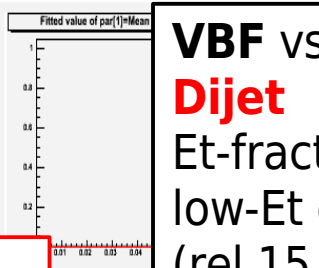 Fitted value of par[1]=Mean
1
0.8
0.6
0.4
0.2
0.01 0.02 0.03 0.04
VBF vs
Dijet
Et-fract
low-Et
(rel 15